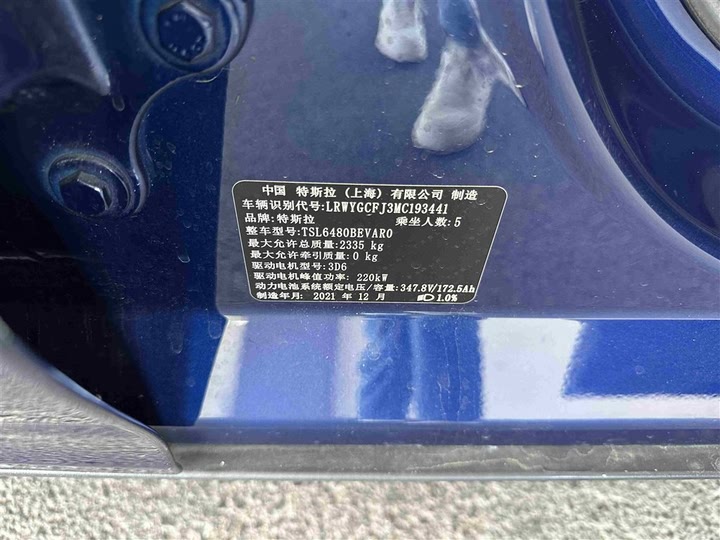 中国 特斯拉 (上海) 有限公司 制造
车辆识别代号:LRWYGCFJ3MC193441
品牌:特斯拉 乘坐人数:5
整车型号:TSL6480BEVAR0
最大允许总质量:2335 kg
最大允许牵引质量:0 kg
驱动电机型号:3D6
驱动电机峰值功率: 220kW
动力电池系统额定电压/容量:347.8V/172.5Ah
制造年月: 2021 年 12 月 1.0%